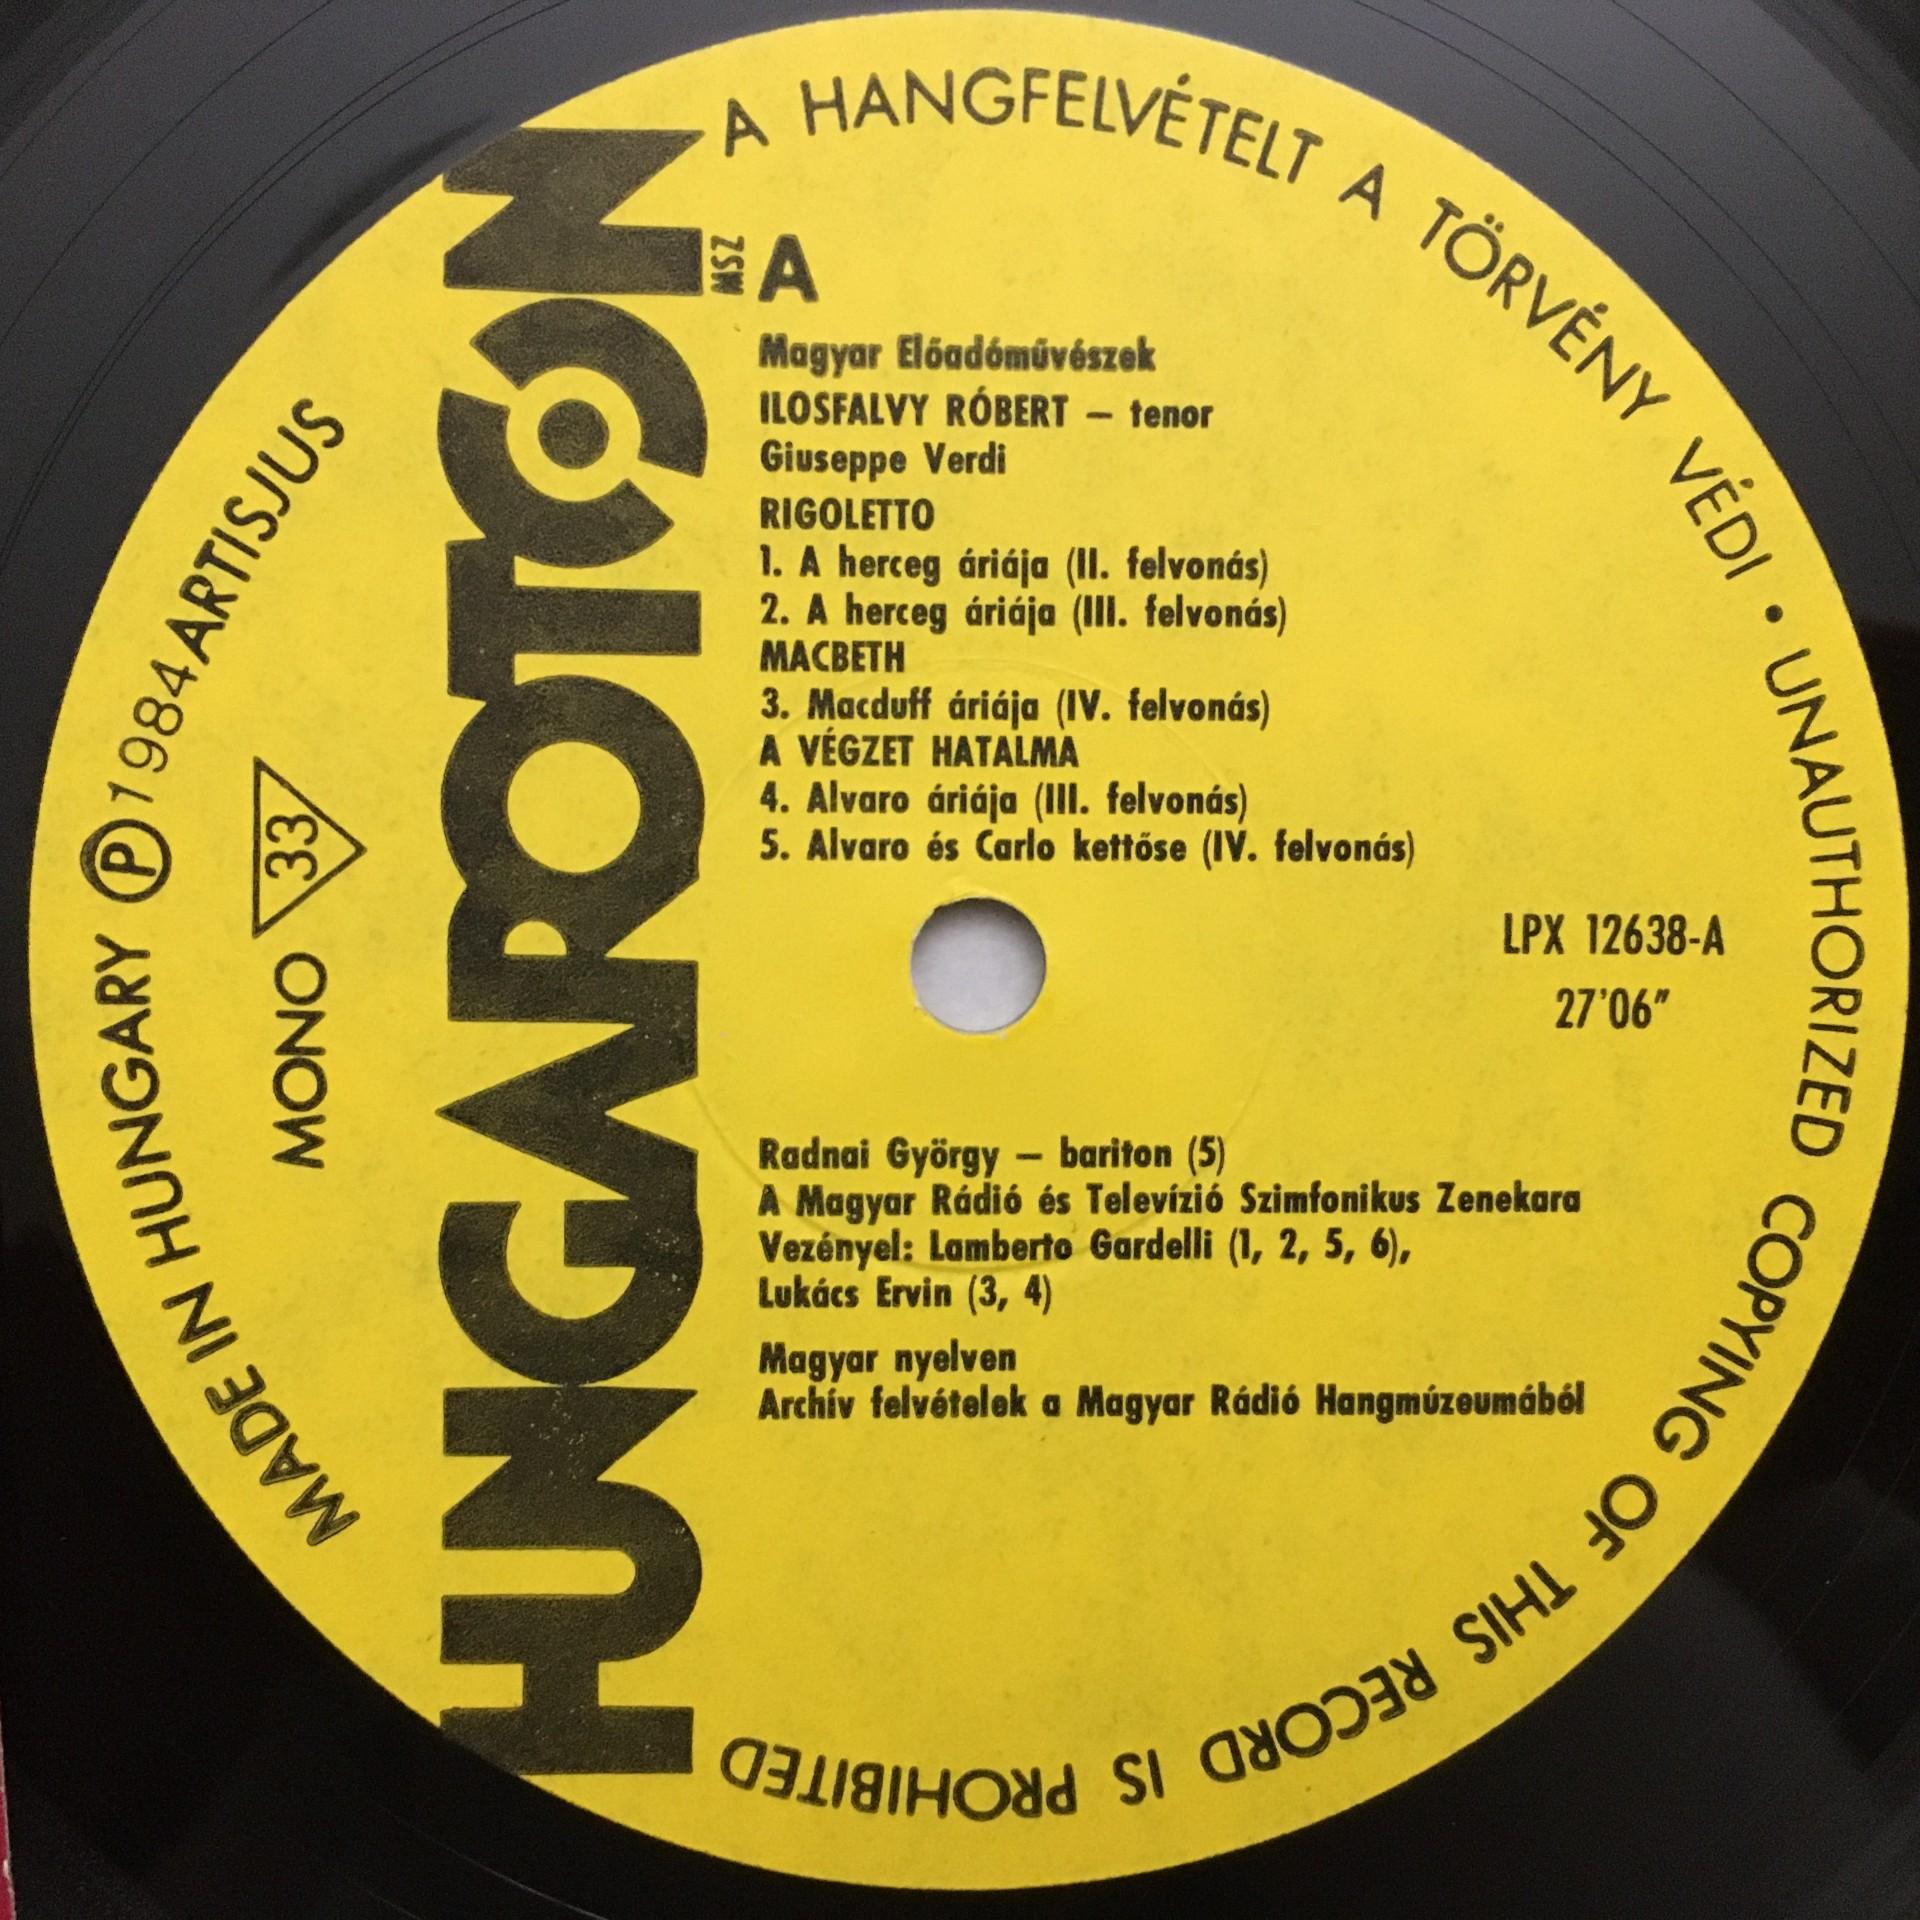 A HANGFELVÉTELT A TÖRVÉNY VÉDI • UNAUTHORIZED COPYING OF THIS RECORD IS PROHIBITED
MADE IN HUNGARY Ⓟ 1984 ARTISJUS
MONO 33
HUNGAROTON
MSZ
A
Magyar Előadóművészek
ILOSFALVY RÓBERT – tenor
Giuseppe Verdi
RIGOLETTO
1. A herceg áriája (II. felvonás)
2. A herceg áriája (III. felvonás)
MACBETH
3. Macduff áriája (IV. felvonás)
A VÉGZET HATALMA
4. Alvaro áriája (III. felvonás)
5. Alvaro és Carlo kettőse (IV. felvonás)
LPX 12638-A
27'06"
Radnai György – bariton (5)
A Magyar Rádió és Televízió Szimfonikus Zenekara
Vezényel: Lamberto Gardelli (1, 2, 5, 6),
Lukács Ervin (3, 4)
Magyar nyelven
Archív felvételek a Magyar Rádió Hangmúzeumából